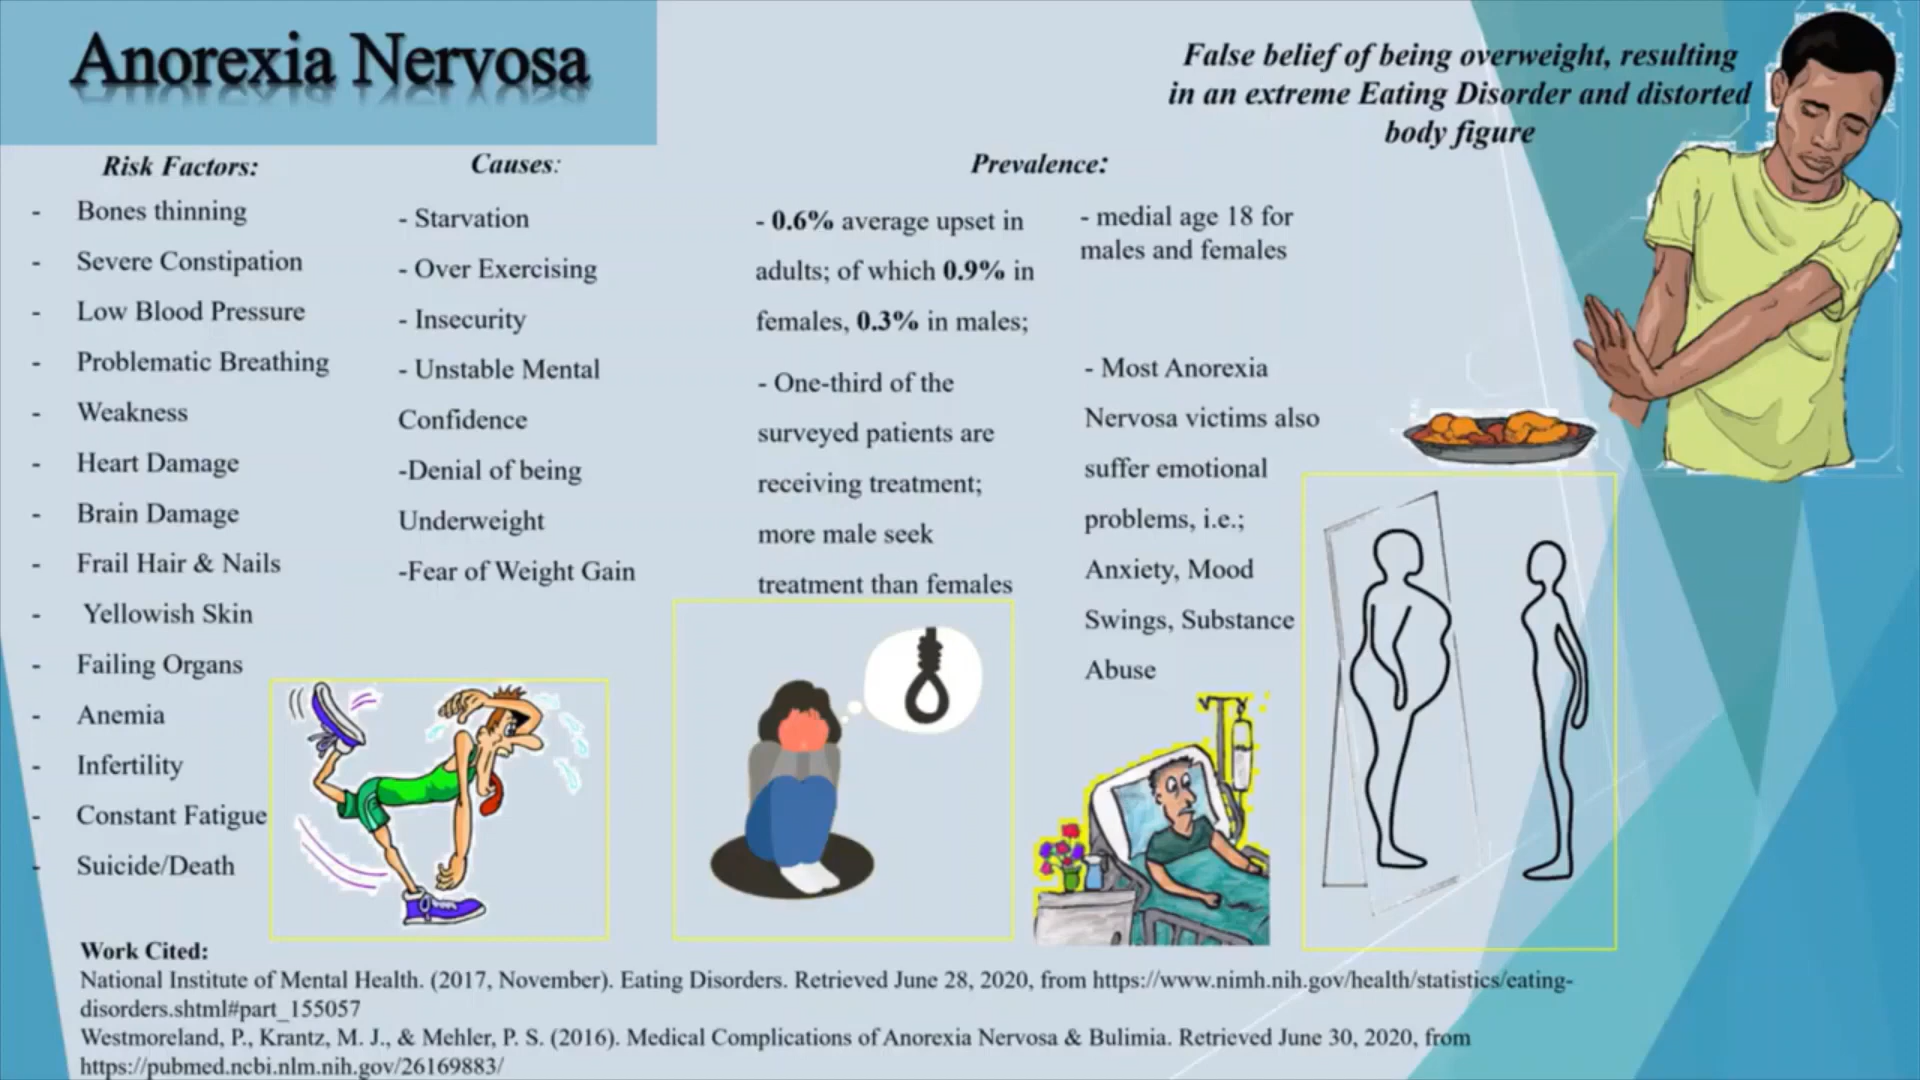 Anorexia Nervosa
False belief of being overweight, resulting
in an extreme Eating Disorder and distorted
body figure
Risk Factors:
- Bones thinning
- Severe Constipation
- Low Blood Pressure
- Problematic Breathing
- Weakness
- Heart Damage
- Brain Damage
- Frail Hair & Nails
- Yellowish Skin
- Failing Organs
- Anemia
- Infertility
- Constant Fatigue
- Suicide/Death
Causes:
- Starvation
- Over Exercising
- Insecurity
- Unstable Mental
Confidence
-Denial of being
Underweight
-Fear of Weight Gain
Prevalence:
- 0.6% average upset in
adults; of which 0.9% in
females, 0.3% in males;
- One-third of the
surveyed patients are
receiving treatment;
more male seek
treatment than females
- medial age 18 for
males and females
- Most Anorexia
Nervosa victims also
suffer emotional
problems, i.e.;
Anxiety, Mood
Swings, Substance
Abuse
Work Cited:
National Institute of Mental Health. (2017, November). Eating Disorders. Retrieved June 28, 2020, from https://www.nimh.nih.gov/health/statistics/eating-
disorders.shtml#part_155057
Westmoreland, P., Krantz, M. J., & Mehler, P. S. (2016). Medical Complications of Anorexia Nervosa & Bulimia. Retrieved June 30, 2020, from
https://pubmed.ncbi.nlm.nih.gov/26169883/